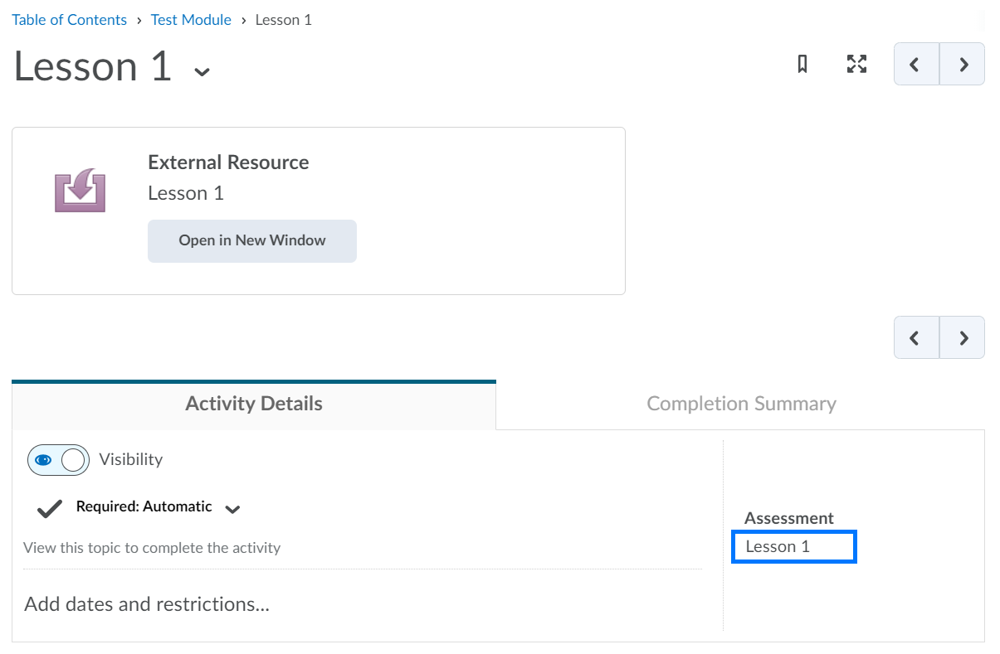 Table of Contents › Test Module › Lesson 1
Lesson 1
External Resource
Lesson 1
Open in New Window
Activity Details
Completion Summary
Visibility
Required: Automatic
View this topic to complete the activity
Add dates and restrictions...
Assessment
Lesson 1